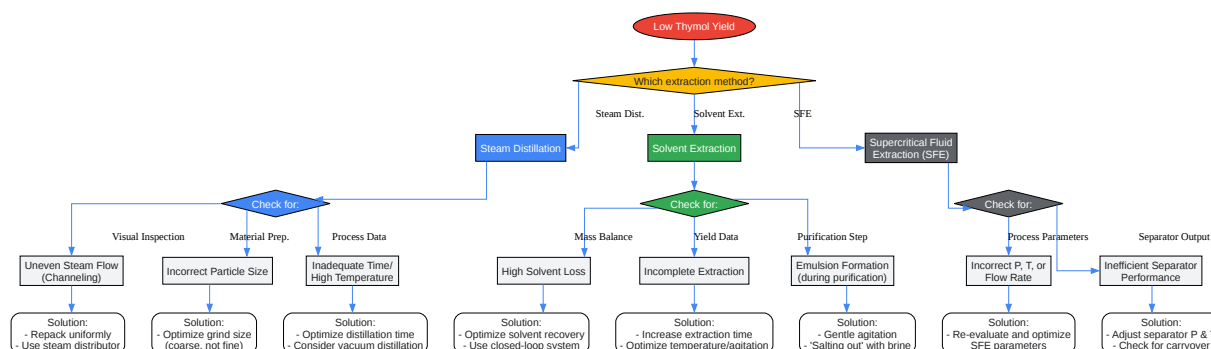 Low Thymol Yield
Which extraction method?
Steam Dist.
Solvent Ext.
SFE
Steam Distillation
Solvent Extraction
Supercritical Fluid
Extraction (SFE)
Check for:
Check for:
Check for:
Visual Inspection
Material Prep.
Process Data
Mass Balance
Yield Data
Purification Step
Process Parameters
Separator Output
Uneven Steam Flow
(Channeling)
Incorrect Particle Size
Inadequate Time/
High Temperature
High Solvent Loss
Incomplete Extraction
Emulsion Formation
(during purification)
Incorrect P, T, or
Flow Rate
Inefficient Separator
Performance
Solution:
- Repack uniformly
- Use steam distributor
Solution:
- Optimize grind size
(coarse, not fine)
Solution:
- Optimize distillation time
- Consider vacuum distillation
Solution:
- Optimize solvent recovery
- Use closed-loop system
Solution:
- Increase extraction time
- Optimize temperature/agitation
Solution:
- Gentle agitation
- 'Salting out' with brine
Solution:
- Re-evaluate and optimize
SFE parameters
Solution:
- Adjust separator P &
- Check for carryover